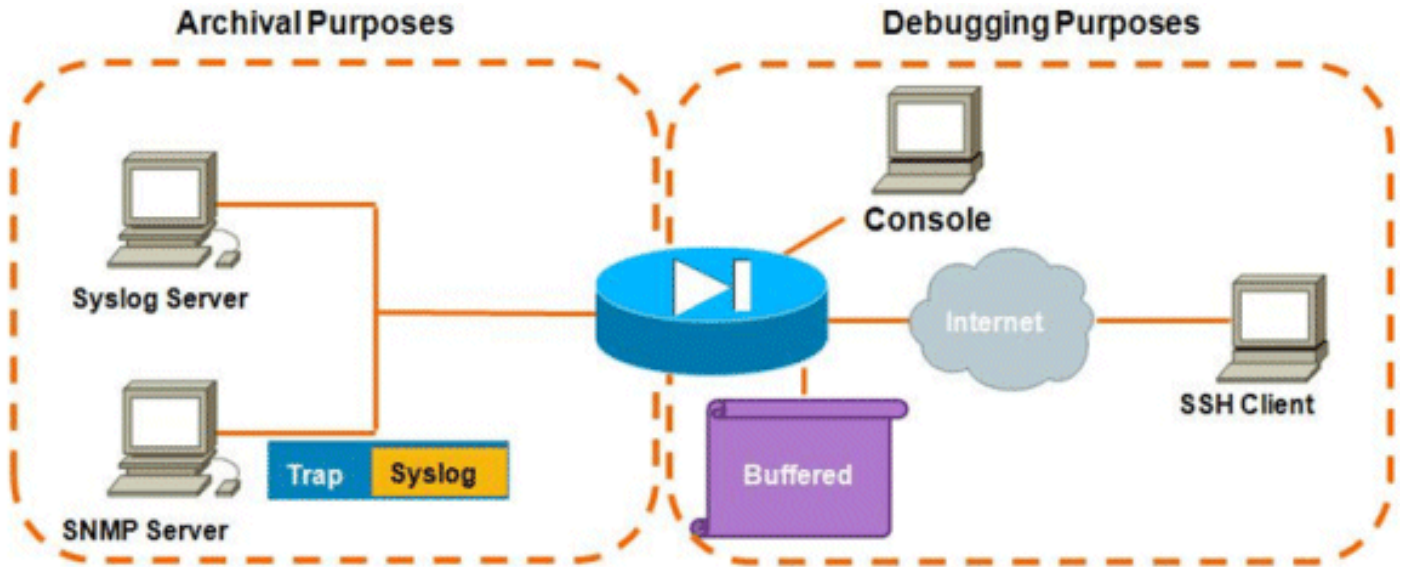 Archival Purposes
Debugging Purposes
Syslog Server
SNMP Server
Trap
Syslog
Console
Internet
SSH Client
Buffered